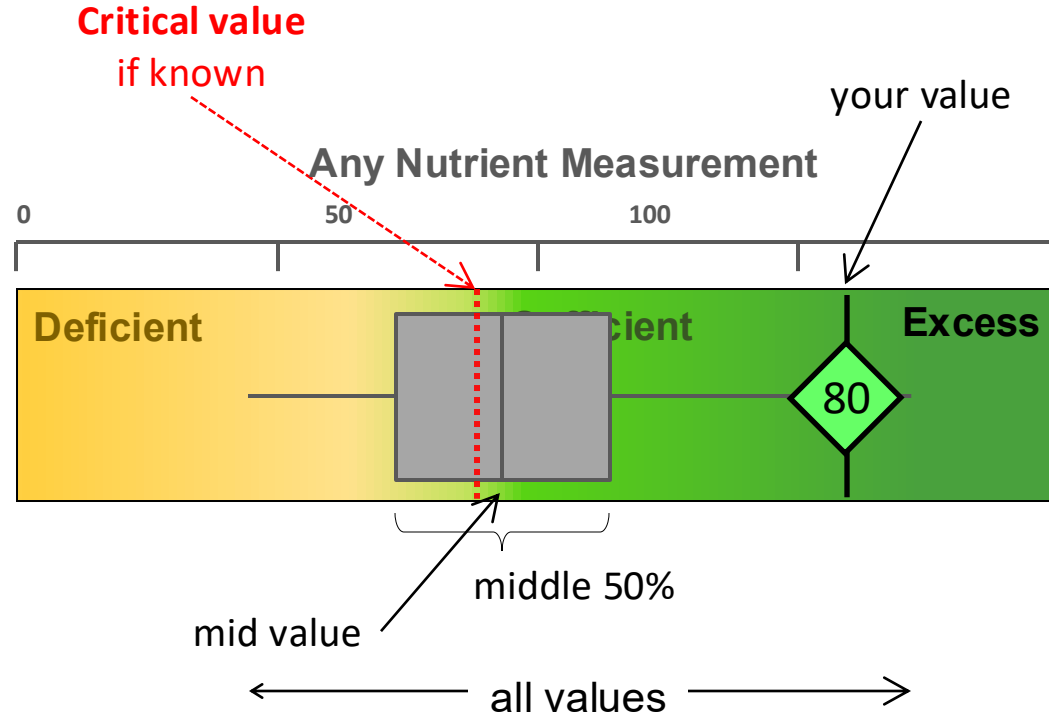 Critical value
if known
your value
Any Nutrient Measurement
0 50 100
Deficient
Excess
80
middle 50%
mid value
all values